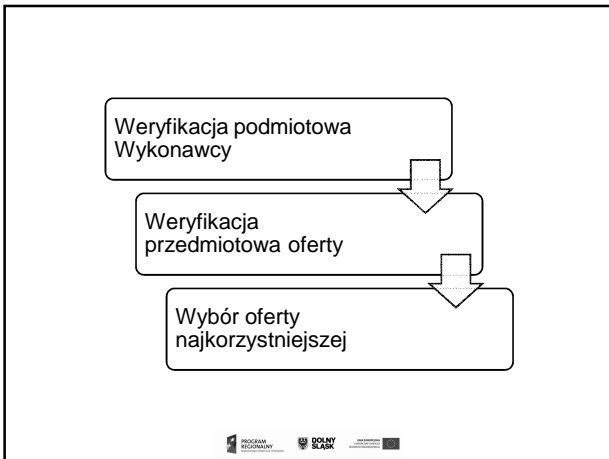 Weryfikacja podmiotowa
Wykonawcy
Weryfikacja
przedmiotowa oferty
Wybór oferty
najkorzystniejszej
PROGRAM
REGIONALNY
DOLNY
ŚLĄSK
UNIA EUROPEJSKA